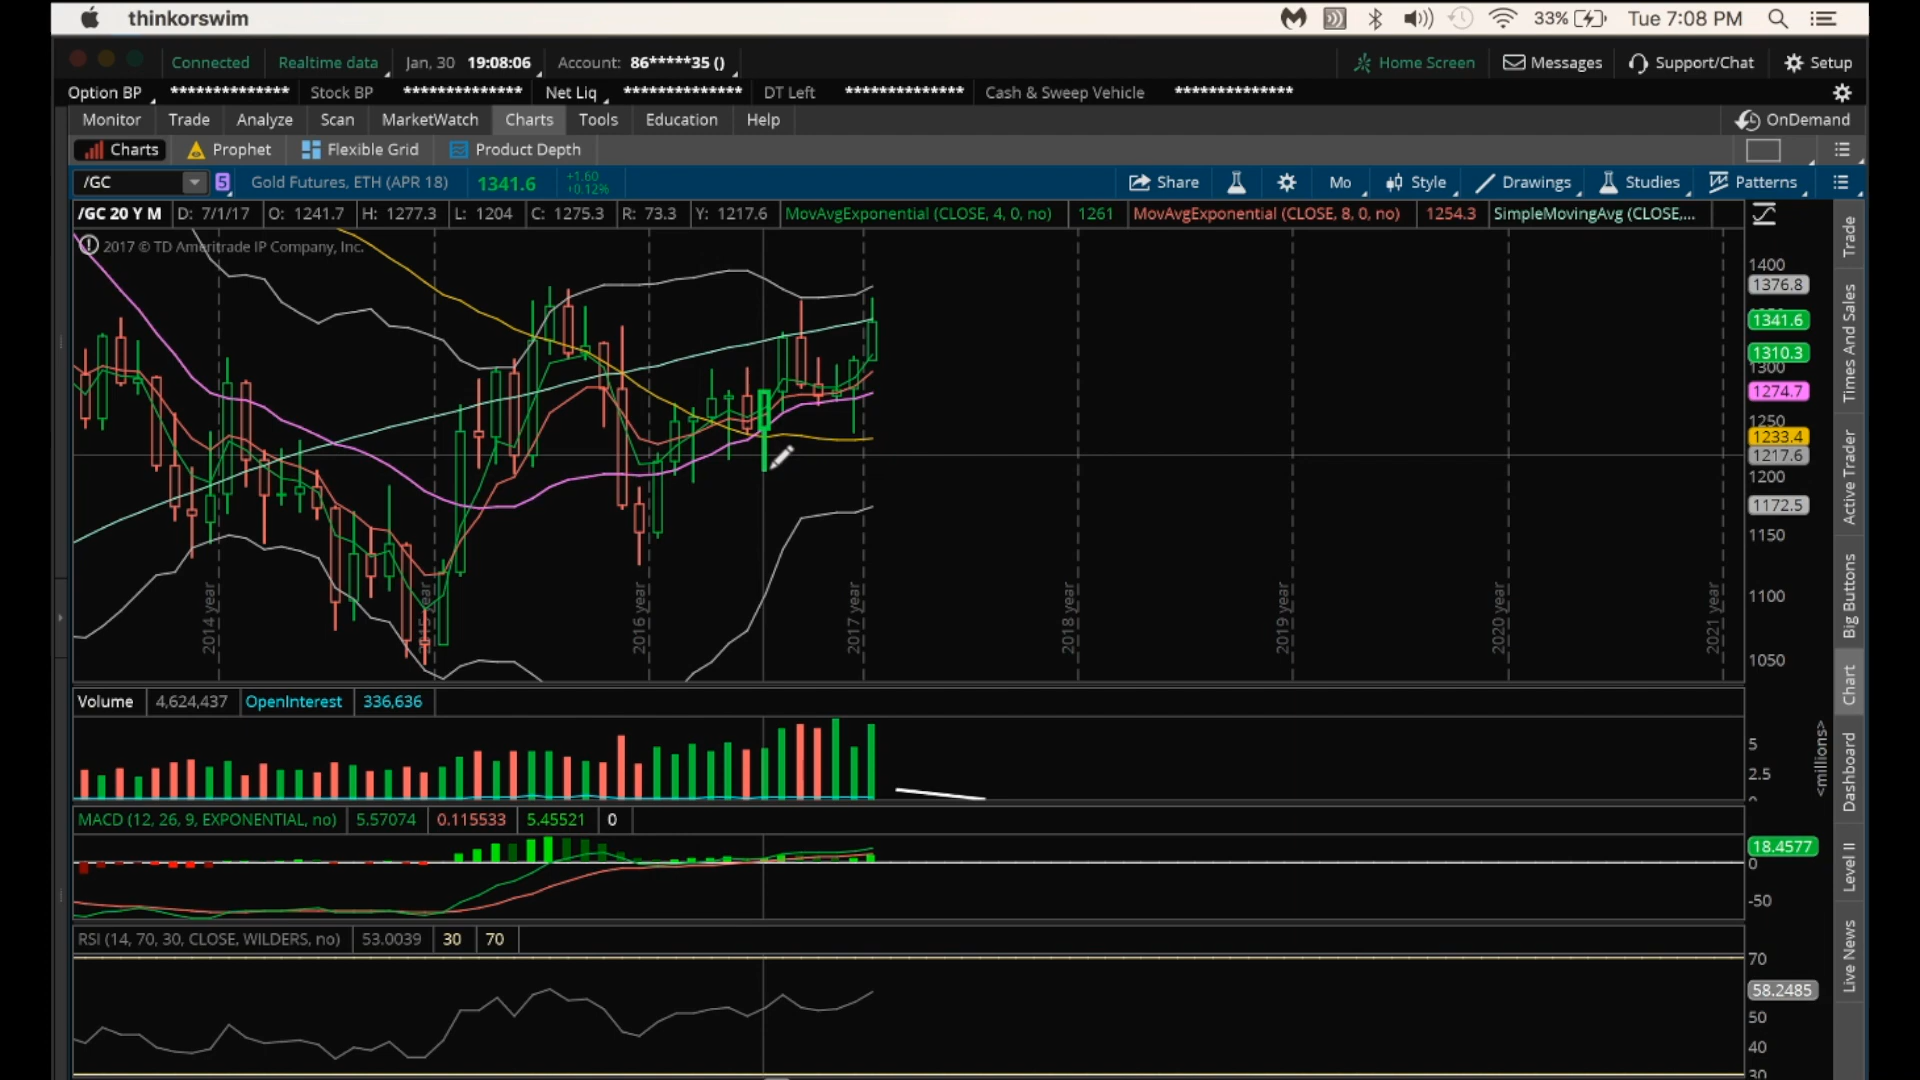 thinkorswim 33% Tue 7:08 PM
Connected Realtime data Jan, 30 19:08:06 Account: 86*****35 () Home Screen Messages Support/Chat Setup
Option BP ************** Stock BP ************** Net Liq ************** DT Left ************** Cash & Sweep Vehicle **************
Monitor Trade Analyze Scan MarketWatch Charts Tools Education Help OnDemand
Charts Prophet Flexible Grid Product Depth
/GC 5 Gold Futures, ETH (APR 18) 1341.6 +1.60 +0.12% Share Mo Style Drawings Studies Patterns
/GC 20 Y M D: 7/1/17 O: 1241.7 H: 1277.3 L: 1204 C: 1275.3 R: 73.3 Y: 1217.6 MovAvgExponential (CLOSE, 4, 0, no) 1261 MovAvgExponential (CLOSE, 8, 0, no) 1254.3 SimpleMovingAvg (CLOSE,...
2017 © TD Ameritrade IP Company, Inc.
1400
1376.8
1341.6
1310.3
1300
1274.7
1250
1233.4
1217.6
1200
1172.5
1150
1100
1050
2014 year
2015 year
2016 year
2017 year
2018 year
2019 year
2020 year
2021 year
Volume 4,624,437 OpenInterest 336,636
5
2.5
0
<millions>
MACD (12, 26, 9, EXPONENTIAL, no) 5.57074 0.115533 5.45521 0
18.4577
0
-50
RSI (14, 70, 30, CLOSE, WILDERS, no) 53.0039 30 70
70
58.2485
50
40
30
Trade
Times And Sales
Active Trader
Big Buttons
Chart
Dashboard
Level II
Live News